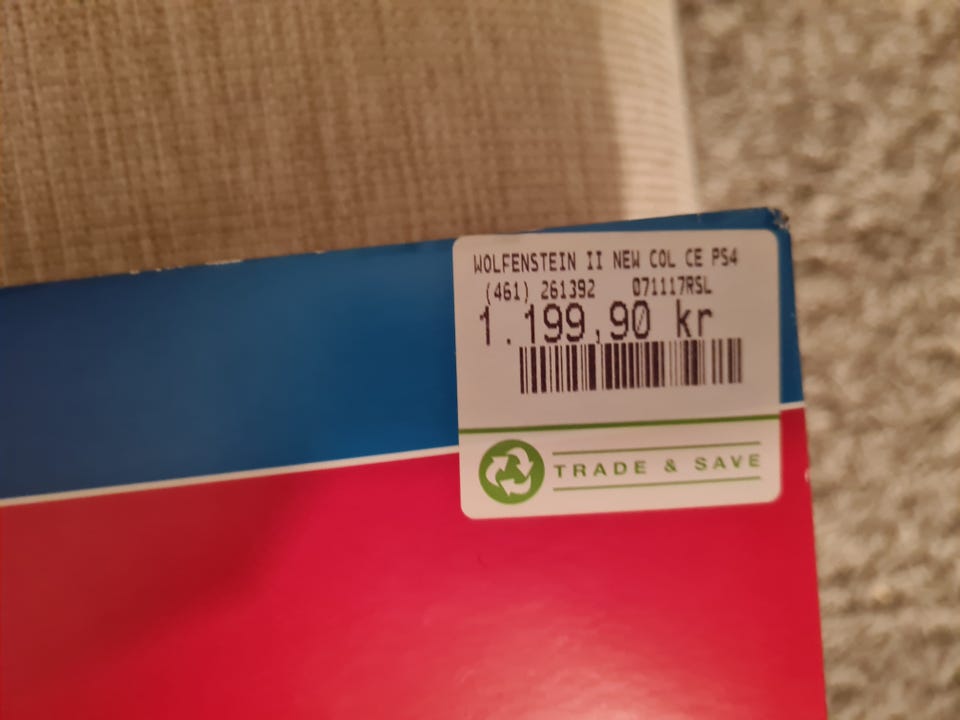 WOLFENSTEIN II NEW COL CE PS4
(461) 261392 071117RSL
1.199,90 kr
TRADE & SAVE